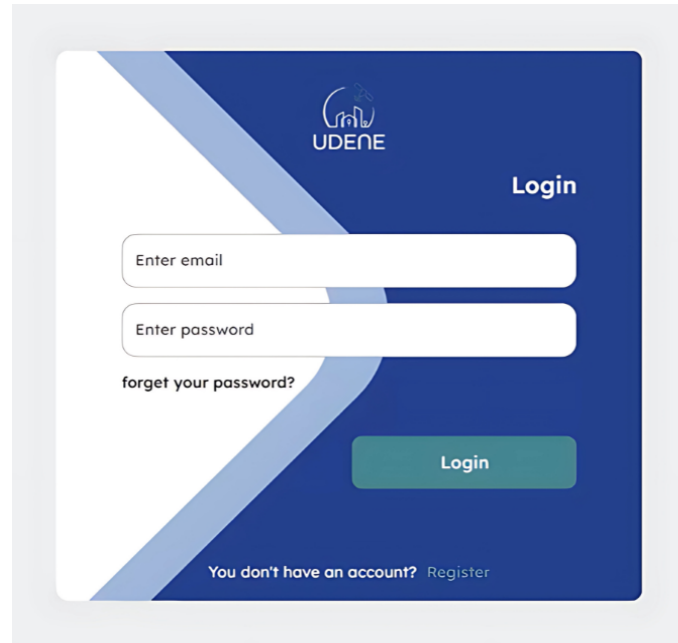 UDENE
Login
Enter email
Enter password
forget your password?
Login
You don't have an account? Register